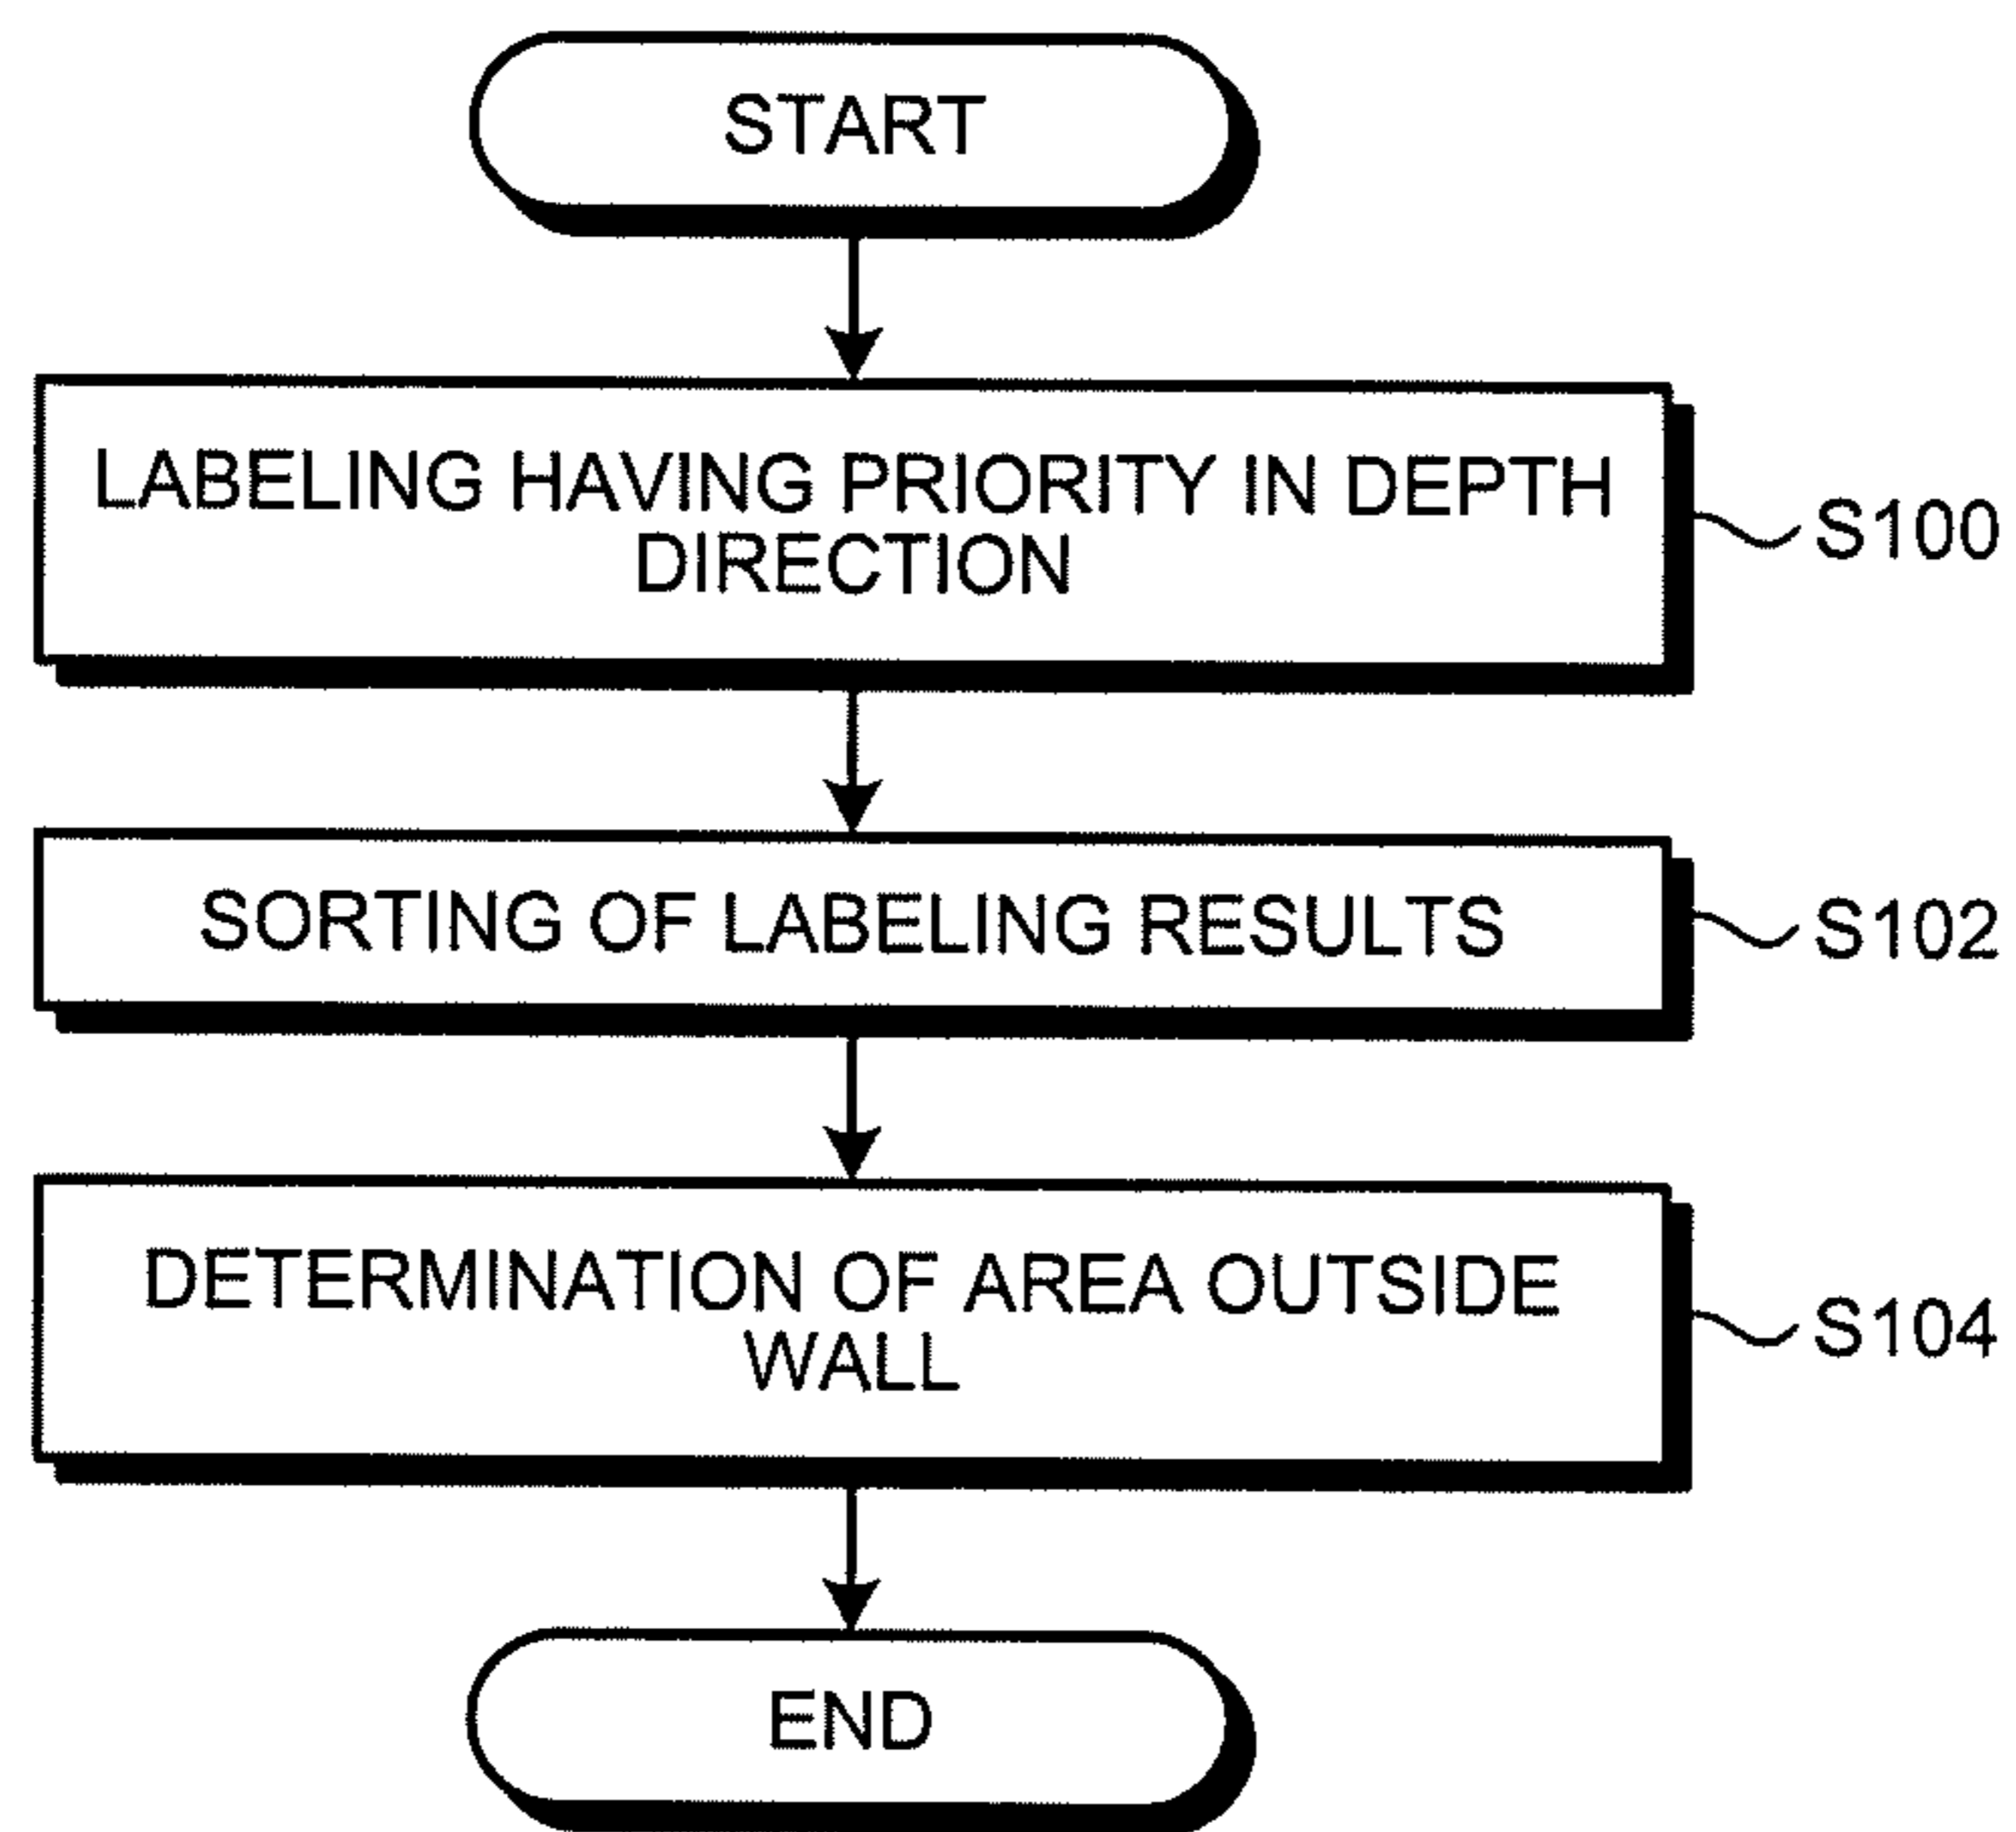 START
LABELING HAVING PRIORITY IN DEPTH
DIRECTION
S100
SORTING OF LABELING RESULTS
S102
DETERMINATION OF AREA OUTSIDE
WALL
S104
END